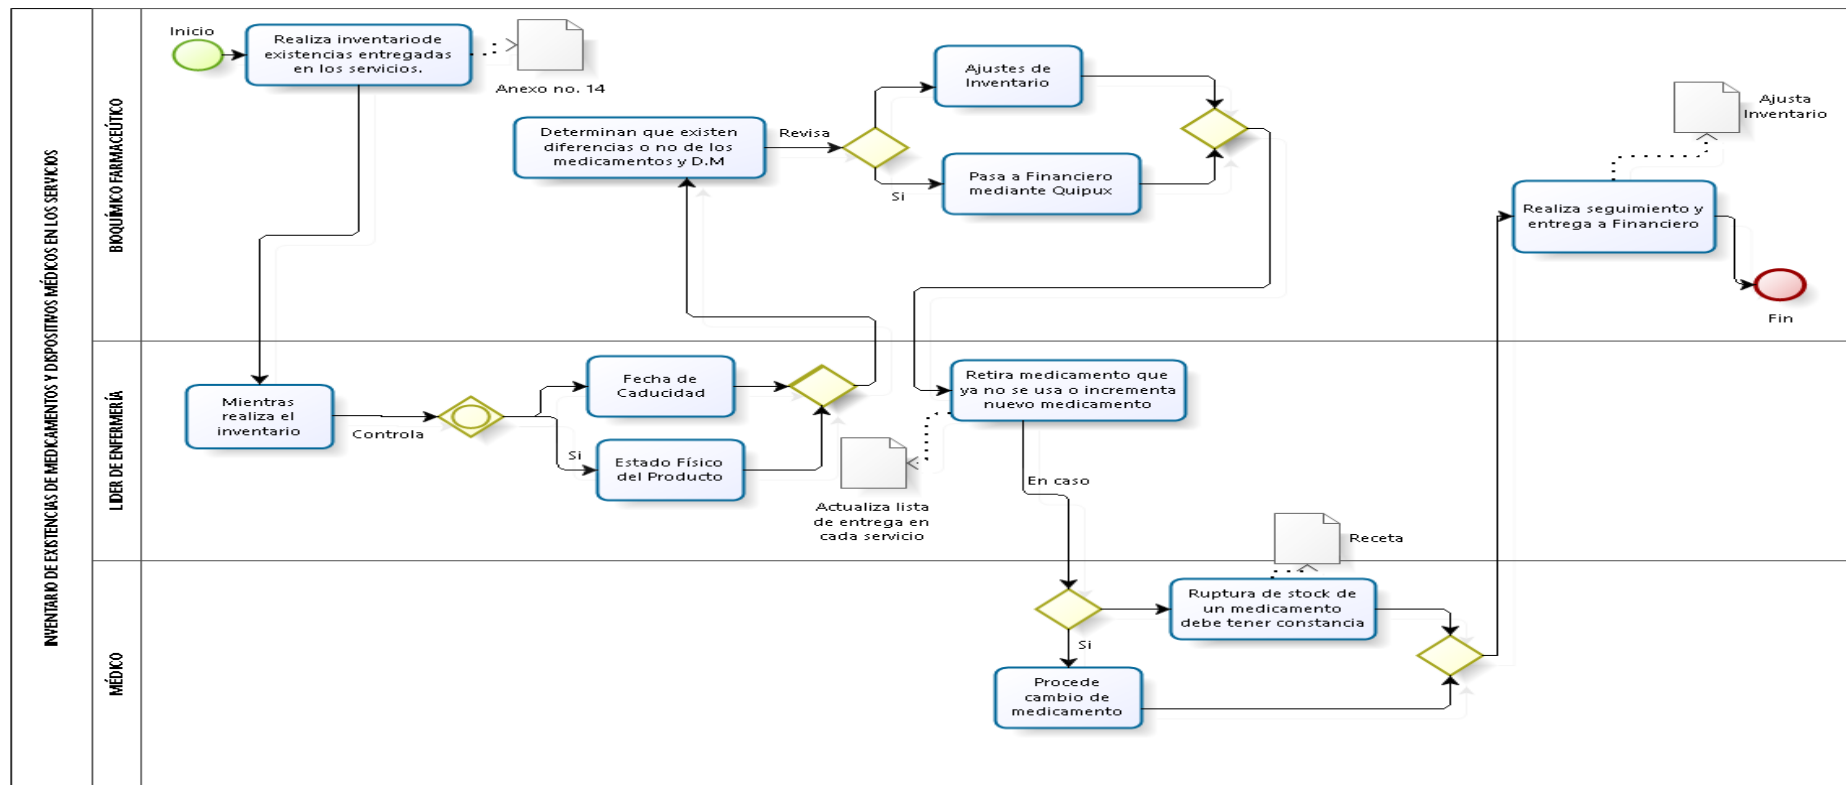 INVENTARIO DE EXISTENCIAS DE MEDICAMENTOS Y DISPOSITIVOS MÉDICOS EN LOS SERVICIOS
BIOQUÍMICO FARMACEÚTICO
Inicio
Realiza inventariode
existencias entregadas
en los servicios.
Anexo no. 14
Determinan que existen
diferencias o no de los
medicamentos y D.M
Revisa
Ajustes de
Inventario
Si
Pasa a Financiero
mediante Quipux
Ajusta
Inventario
Realiza seguimiento y
entrega a Financiero
Fin
LIDER DE ENFERMERÍA
Mientras
realiza el
inventario
Controla
Fecha de
Caducidad
Si
Estado Físico
del Producto
Retira medicamento que
ya no se usa o incrementa
nuevo medicamento
Actualiza lista
de entrega en
cada servicio
En caso
Receta
MÉDICO
Ruptura de stock de
un medicamento
debe tener constancia
Si
Procede
cambio de
medicamento